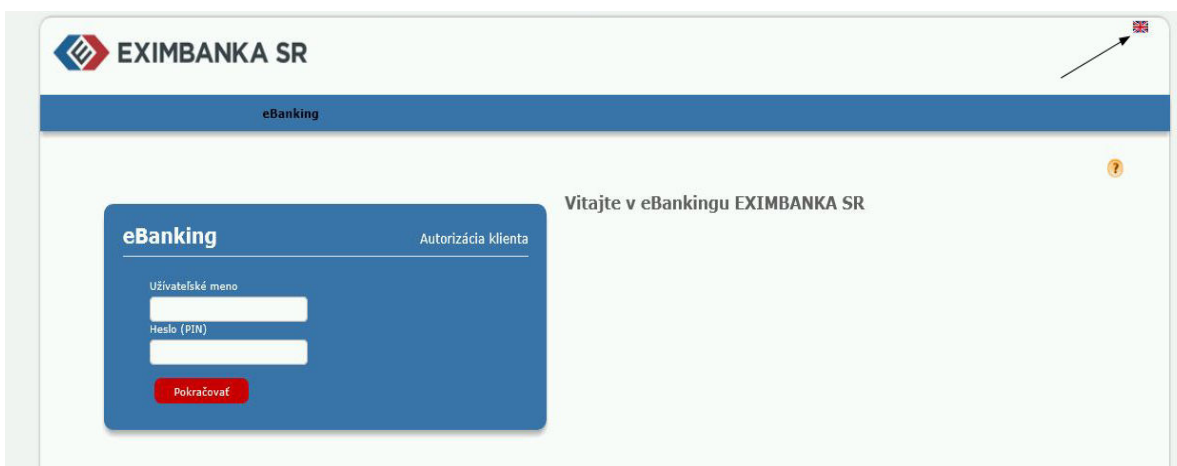 EXIMBANKA SR
eBanking
?
Vitajte v eBankingu EXIMBANKA SR
eBanking
Autorizácia klienta
Užívateľské meno
Heslo (PIN)
Pokračovať